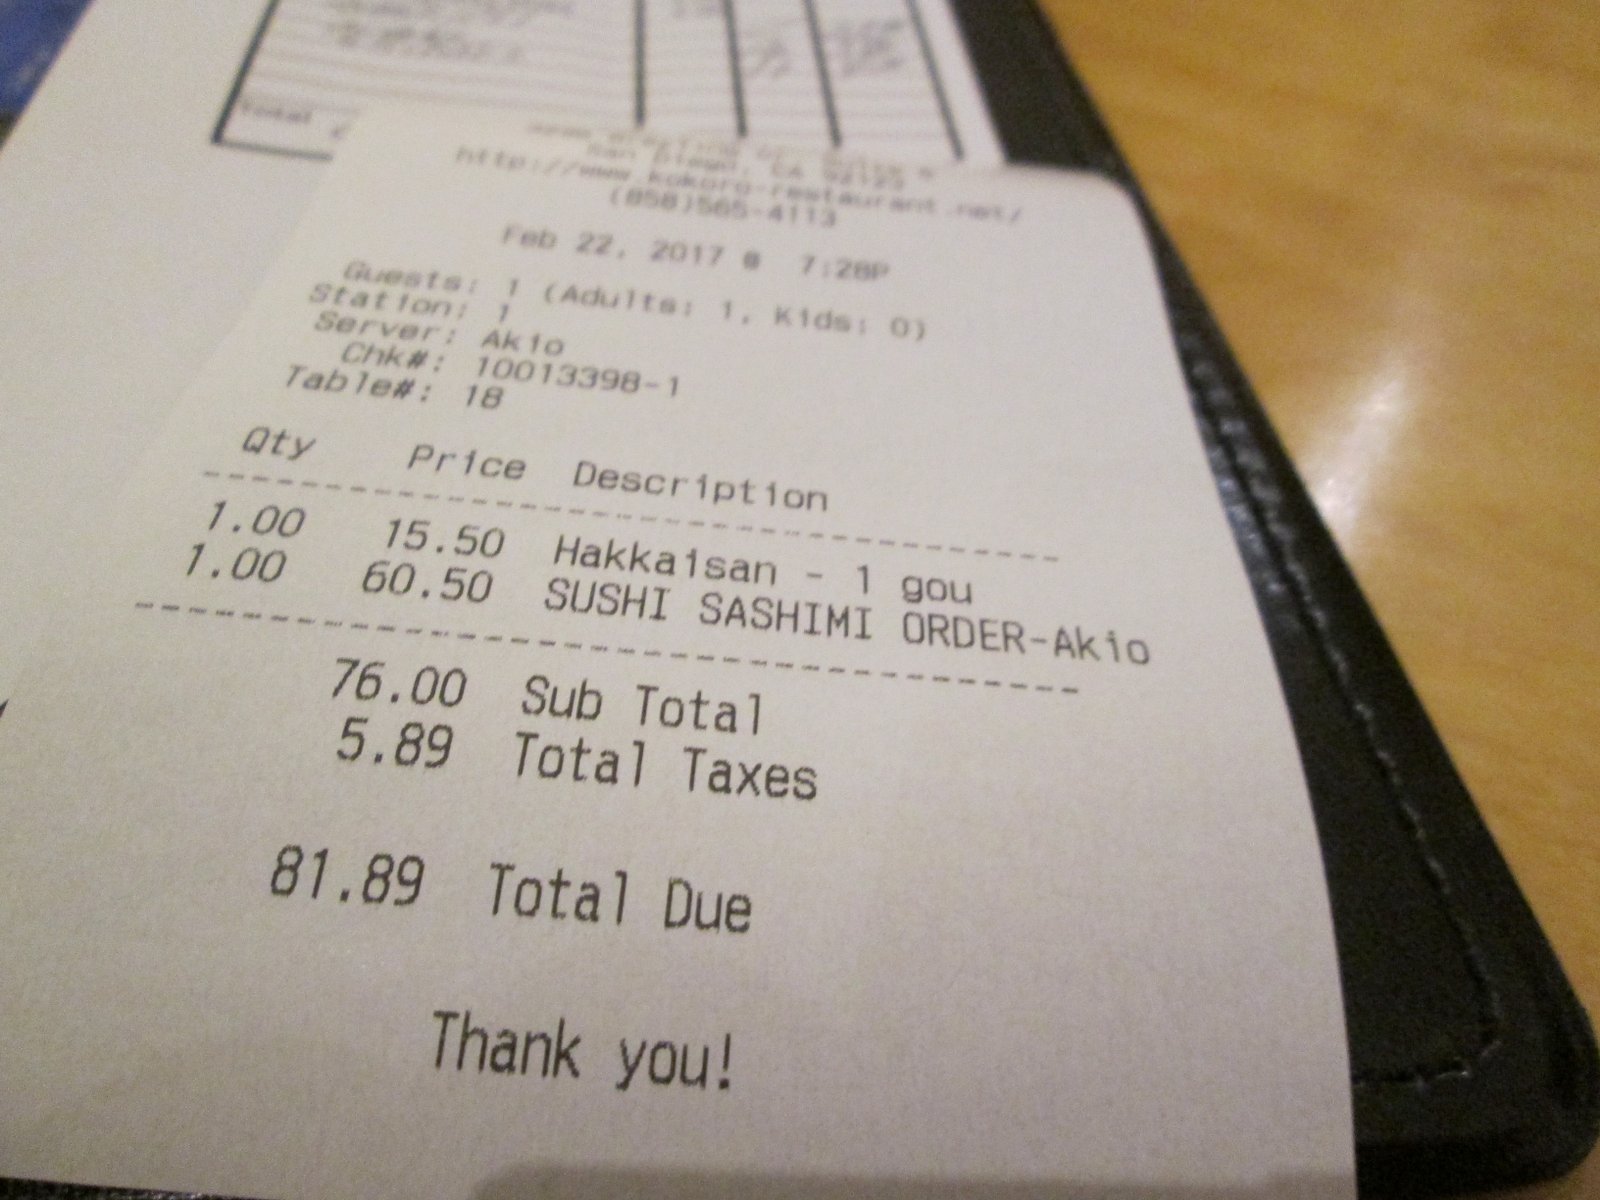 Total
San Diego, CA 92123
http://www.kokoro-restaurant.net/
(858)565-4113
Feb 22, 2017 @ 7:28P
Guests: 1 (Adults: 1, Kids: 0)
Station: 1
Server: Akio
Chk#: 10013398-1
Table#: 18
Qty Price Description
1.00 15.50 Hakkaisan - 1 gou
1.00 60.50 SUSHI SASHIMI ORDER-Akio
76.00 Sub Total
5.89 Total Taxes
81.89 Total Due
Thank you!